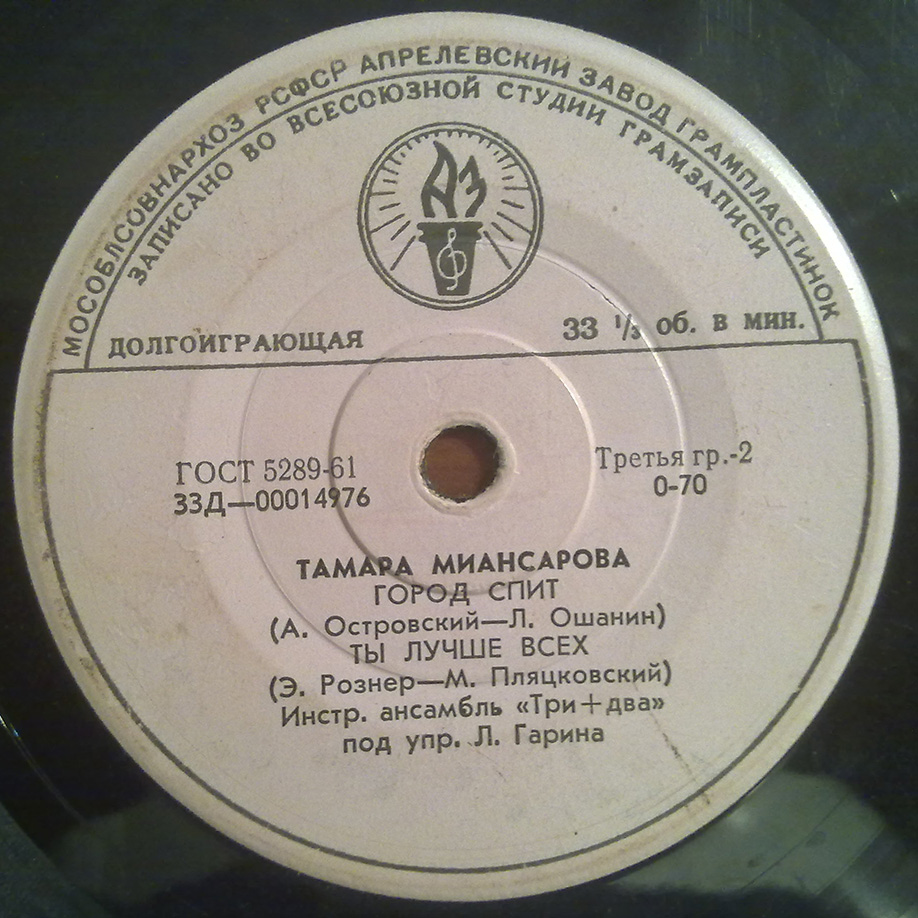 МОСОБЛСОВНАРХОЗ РСФСР АПРЕЛЕВСКИЙ ЗАВОД ГРАМПЛАСТИНОК
ЗАПИСАНО ВО ВСЕСОЮЗНОЙ СТУДИИ ГРАМЗАПИСИ
АЗ
ДОЛГОИГРАЮЩАЯ 33 ⅓ об. в мин.
ГОСТ 5289-61 Третья гр.-2
33Д—00014976 0-70
ТАМАРА МИАНСАРОВА
ГОРОД СПИТ
(А. Островский—Л. Ошанин)
ТЫ ЛУЧШЕ ВСЕХ
(Э. Рознер—М. Пляцковский)
Инстр. ансамбль «Три+два»
под упр. Л. Гарина